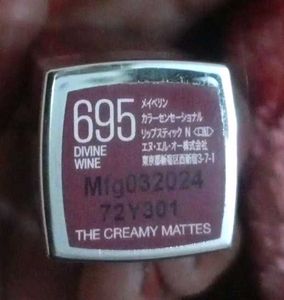 695
DIVINE
WINE
メイベリン
カラーセンセーショナル
リップスティック N
エヌ・エル・オー株式会社
東京都新宿区西新宿3-7-1
Mfg032024
72Y301
THE CREAMY MATTES